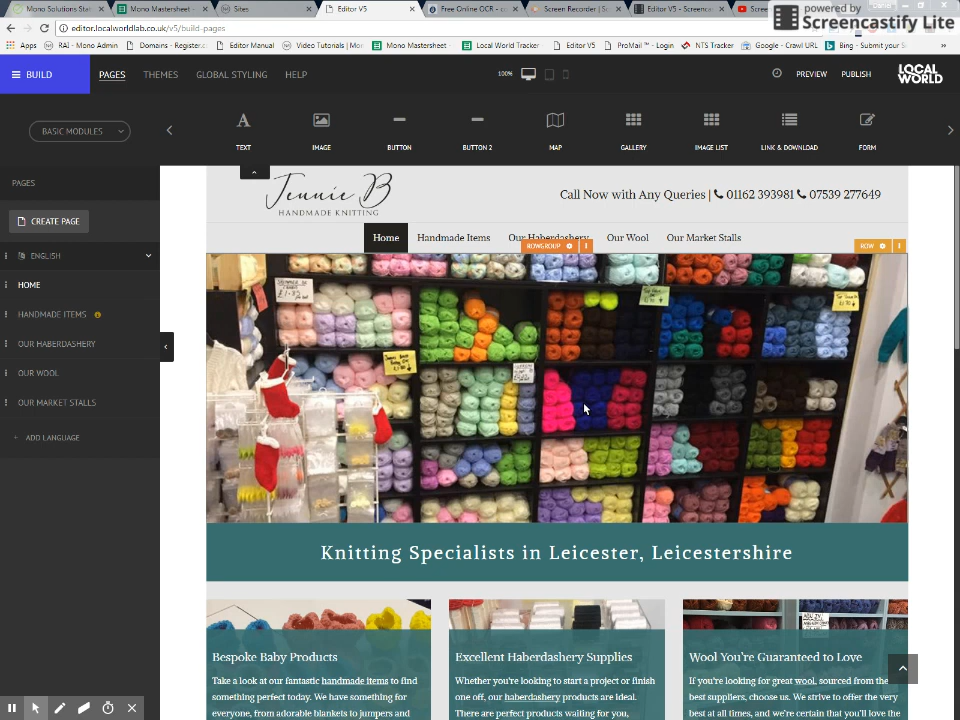 Mono Solutions Stat
Mono Mastersheet -
Sites
Editor V5
Free Online OCR - c
Screen Recorder | Sc
Editor V5 - Screenca
powered by
Screencastify Lite
editor.localworldlab.co.uk/v5/build-pages
Apps
RAI - Mono Admin
Domains - Register.c
Editor Manual
Video Tutorials | Mo
Mono Mastersheet
Local World Tracker
Editor V5
ProMail ™ - Login
NTS Tracker
Google - Crawl URL
Bing - Submit your S
BUILD
PAGES
THEMES
GLOBAL STYLING
HELP
100%
PREVIEW
PUBLISH
LOCAL
WORLD
BASIC MODULES
TEXT
IMAGE
BUTTON
BUTTON 2
MAP
GALLERY
IMAGE LIST
LINK & DOWNLOAD
FORM
PAGES
CREATE PAGE
ENGLISH
HOME
HANDMADE ITEMS
OUR HABERDASHERY
OUR WOOL
OUR MARKET STALLS
+ ADD LANGUAGE
Jennie B
HANDMADE KNITTING
Call Now with Any Queries | 01162 393981 07539 277649
Home
Handmade Items
Our Haberdashery
Our Wool
Our Market Stalls
ROWGROUP
ROW
Knitting Specialists in Leicester, Leicestershire
Bespoke Baby Products
Take a look at our fantastic handmade items to find
something perfect today. We have something for
everyone, from adorable blankets to jumpers and
Excellent Haberdashery Supplies
Whether you're looking to start a project or finish
one off, our haberdashery products are ideal.
There are perfect products waiting for you,
Wool You're Guaranteed to Love
If you're looking for great wool, sourced from the
best suppliers, choose us. We strive to offer the very
best at all times, and we're certain that you'll love the